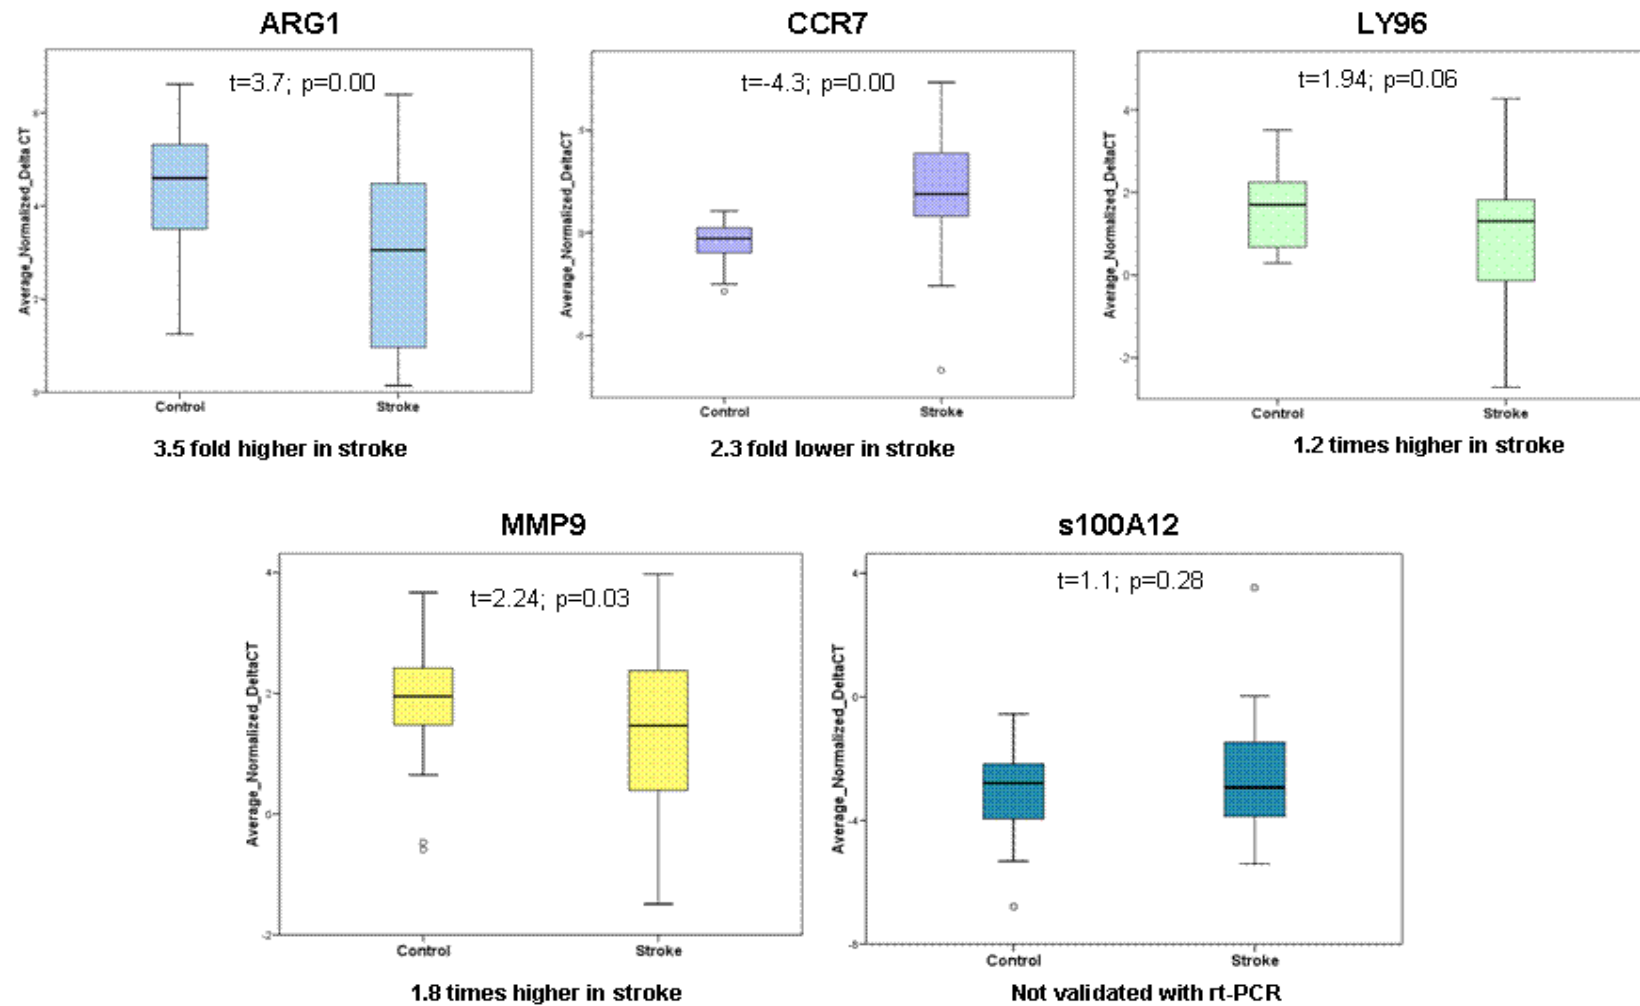 ARG1
CCR7
LY96
t=3.7; p=0.00
t=-4.3; p=0.00
t=1.94; p=0.06
Average_Normalized_Delta CT
Average_Normalized_DeltaCT
Average_Normalized_DeltaCT
4
2
0
-2
Control
Stroke
Control
Stroke
Control
Stroke
3.5 fold higher in stroke
2.3 fold lower in stroke
1.2 times higher in stroke
MMP9
s100A12
t=2.24; p=0.03
t=1.1; p=0.28
Average_Normalized_DeltaCT
Average_Normalized_DeltaCT
4
2
0
-2
4
0
-4
-8
Control
Stroke
Control
Stroke
1.8 times higher in stroke
Not validated with rt-PCR